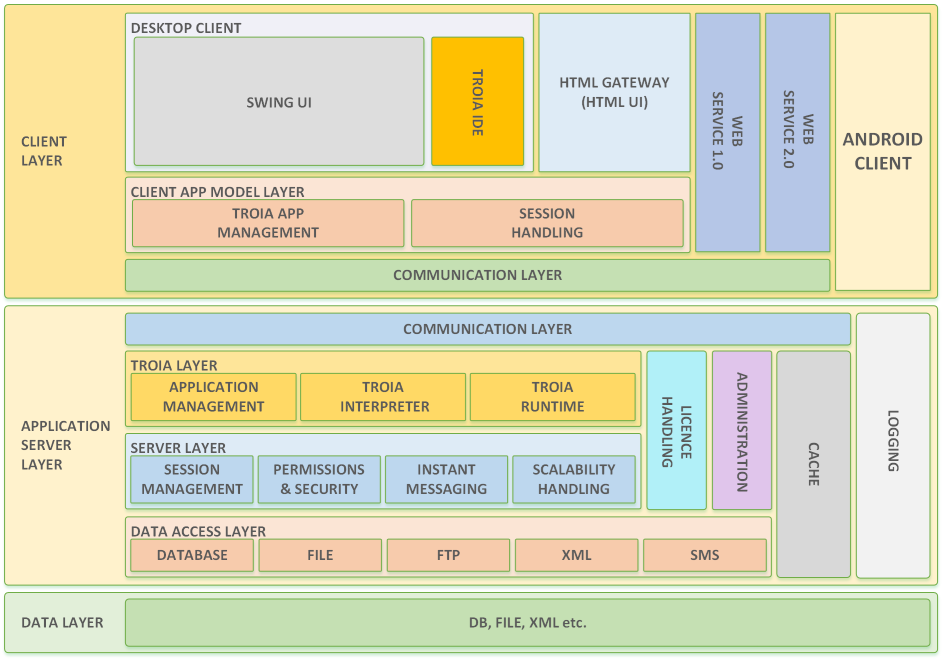 DESKTOP CLIENT
SWING UI
TROIA IDE
HTML GATEWAY
(HTML UI)
WEB
SERVICE 1.0
WEB
SERVICE 2.0
ANDROID
CLIENT
CLIENT
LAYER
CLIENT APP MODEL LAYER
TROIA APP
MANAGEMENT
SESSION
HANDLING
COMMUNICATION LAYER
COMMUNICATION LAYER
TROIA LAYER
APPLICATION
MANAGEMENT
TROIA
INTERPRETER
TROIA
RUNTIME
LICENCE
HANDLING
ADMINISTRATION
CACHE
LOGGING
APPLICATION
SERVER
LAYER
SERVER LAYER
SESSION
MANAGEMENT
PERMISSIONS
& SECURITY
INSTANT
MESSAGING
SCALABILITY
HANDLING
DATA ACCESS LAYER
DATABASE
FILE
FTP
XML
SMS
DATA LAYER
DB, FILE, XML etc.